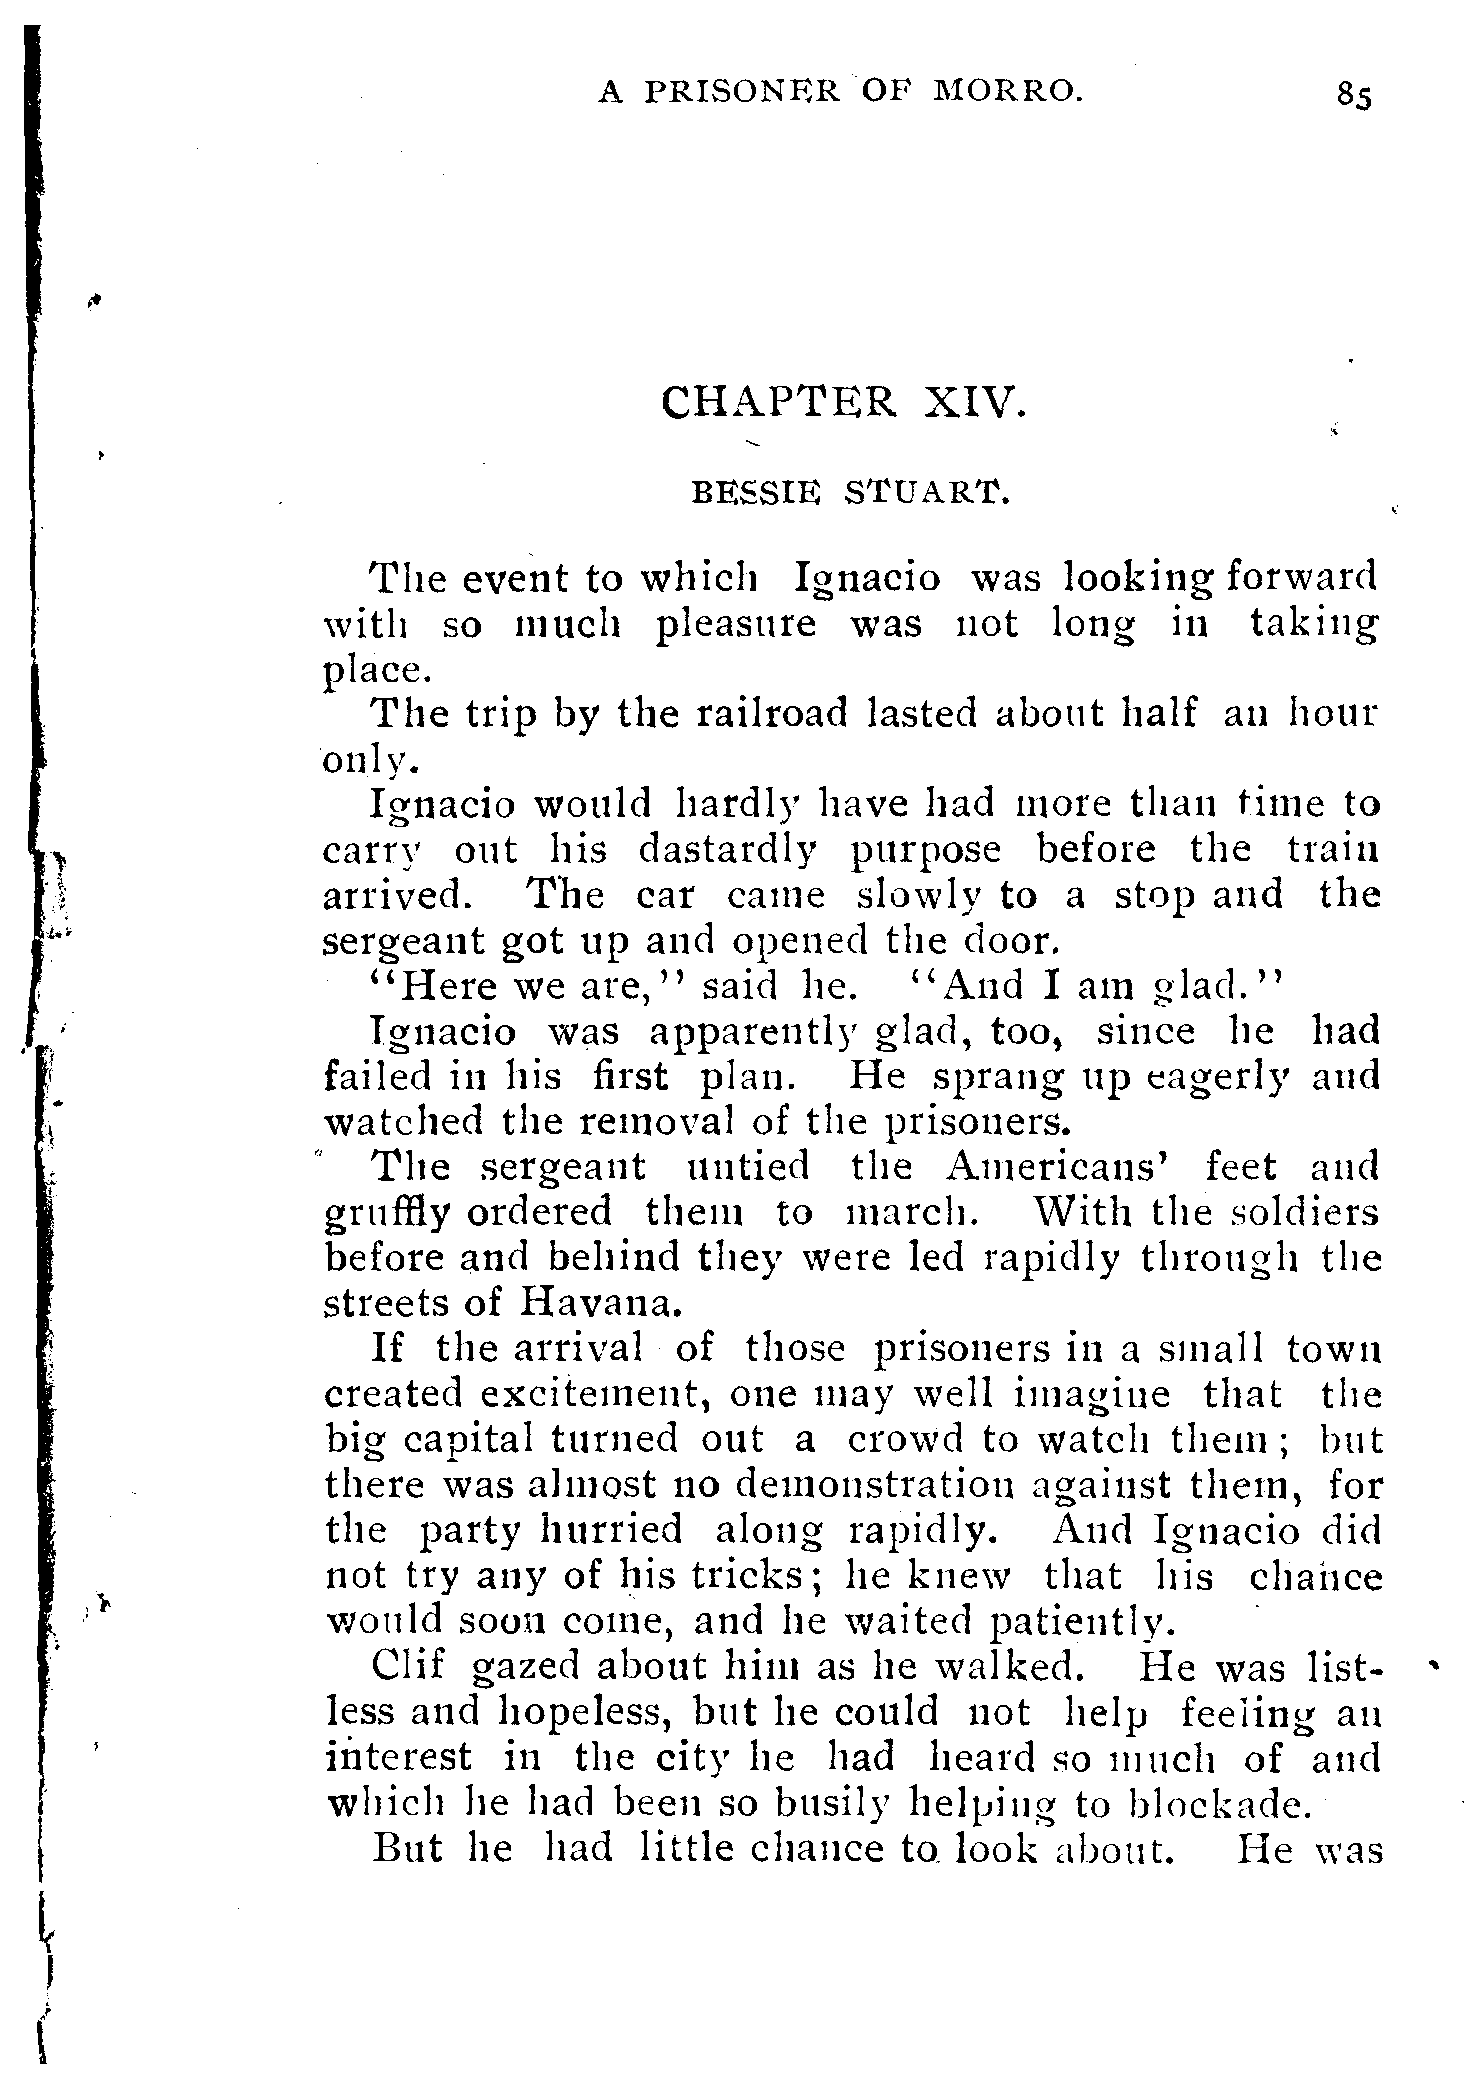 A PRISONER OF MORRO. 85
CHAPTER XIV.
BESSIE STUART.
The event to which Ignacio was looking forward
with so much pleasure was not long in taking
place.
The trip by the railroad lasted about half an hour
only.
Ignacio would hardly have had more than time to
carry out his dastardly purpose before the train
arrived. The car came slowly to a stop and the
sergeant got up and opened the door.
“Here we are,” said he. “And I am glad.”
Ignacio was apparently glad, too, since he had
failed in his first plan. He sprang up eagerly and
watched the removal of the prisoners.
The sergeant untied the Americans’ feet and
gruffly ordered them to march. With the soldiers
before and behind they were led rapidly through the
streets of Havana.
If the arrival of those prisoners in a small town
created excitement, one may well imagine that the
big capital turned out a crowd to watch them; but
there was almost no demonstration against them, for
the party hurried along rapidly. And Ignacio did
not try any of his tricks; he knew that his chance
would soon come, and he waited patiently.
Clif gazed about him as he walked. He was list-
less and hopeless, but he could not help feeling an
interest in the city he had heard so much of and
which he had been so busily helping to blockade.
But he had little chance to look about. He was